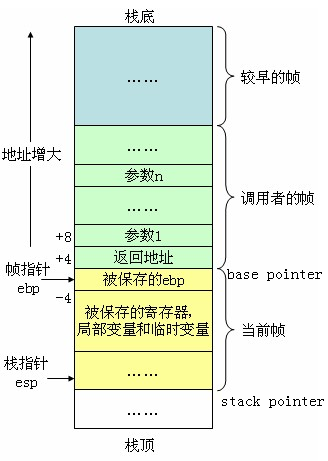 栈底
……
较早的帧
……
地址增大
参数n
调用者的帧
……
+8
参数1
+4
返回地址
帧指针
ebp
被保存的ebp
base pointer
-4
被保存的寄存器，
局部变量和临时变量
当前帧
栈指针
esp
……
stack pointer
……
栈顶